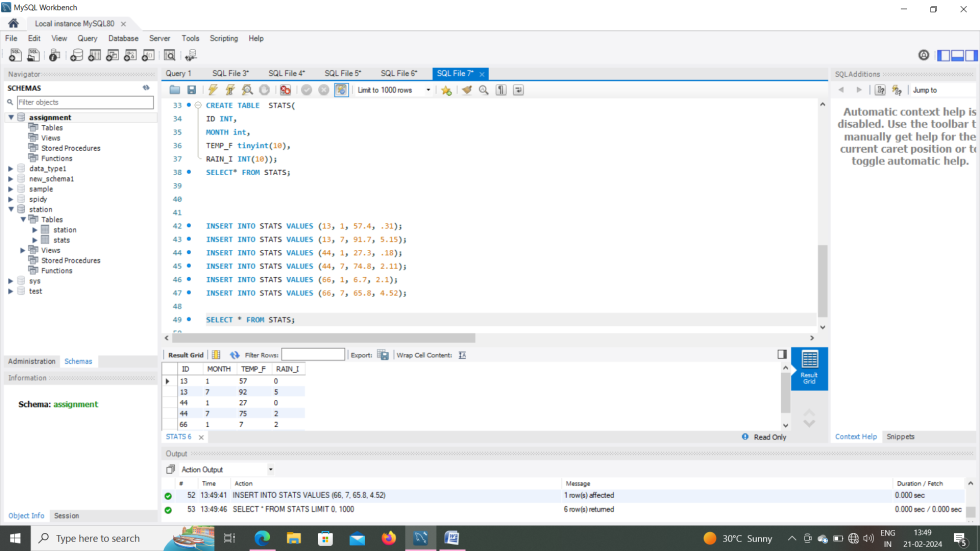 MySQL Workbench
Local instance MySQL80 ×
File Edit View Query Database Server Tools Scripting Help
Navigator
SCHEMAS
Filter objects
assignment
Tables
Views
Stored Procedures
Functions
data_type1
new_schema1
sample
spidy
station
Tables
station
stats
Views
Stored Procedures
Functions
sys
test
Administration Schemas
Information
Schema: assignment
Object Info Session
Query 1 SQL File 3* SQL File 4* SQL File 5* SQL File 6* SQL File 7* ×
Limit to 1000 rows
33 CREATE TABLE STATS(
34 ID INT,
35 MONTH int,
36 TEMP_F tinyint(10),
37 RAIN_I INT(10));
38 SELECT* FROM STATS;
39
40
41
42 INSERT INTO STATS VALUES (13, 1, 57.4, .31);
43 INSERT INTO STATS VALUES (13, 7, 91.7, 5.15);
44 INSERT INTO STATS VALUES (44, 1, 27.3, .18);
45 INSERT INTO STATS VALUES (44, 7, 74.8, 2.11);
46 INSERT INTO STATS VALUES (66, 1, 6.7, 2.1);
47 INSERT INTO STATS VALUES (66, 7, 65.8, 4.52);
48
49 SELECT * FROM STATS;
Result Grid Filter Rows: Export: Wrap Cell Content:
ID MONTH TEMP_F RAIN_I
13 1 57 0
13 7 92 5
44 1 27 0
44 7 75 2
66 1 7 2
Result
Grid
STATS 6 × Read Only
Output
Action Output
# Time Action Message Duration / Fetch
52 13:49:41 INSERT INTO STATS VALUES (66, 7, 65.8, 4.52) 1 row(s) affected 0.000 sec
53 13:49:46 SELECT * FROM STATS LIMIT 0, 1000 6 row(s) returned 0.000 sec / 0.000 sec
SQLAdditions
Jump to
Automatic context help is
disabled. Use the toolbar t
manually get help for the
current caret position or to
toggle automatic help.
Context Help Snippets
Type here to search
30°C Sunny
ENG
IN
13:49
21-02-2024
5